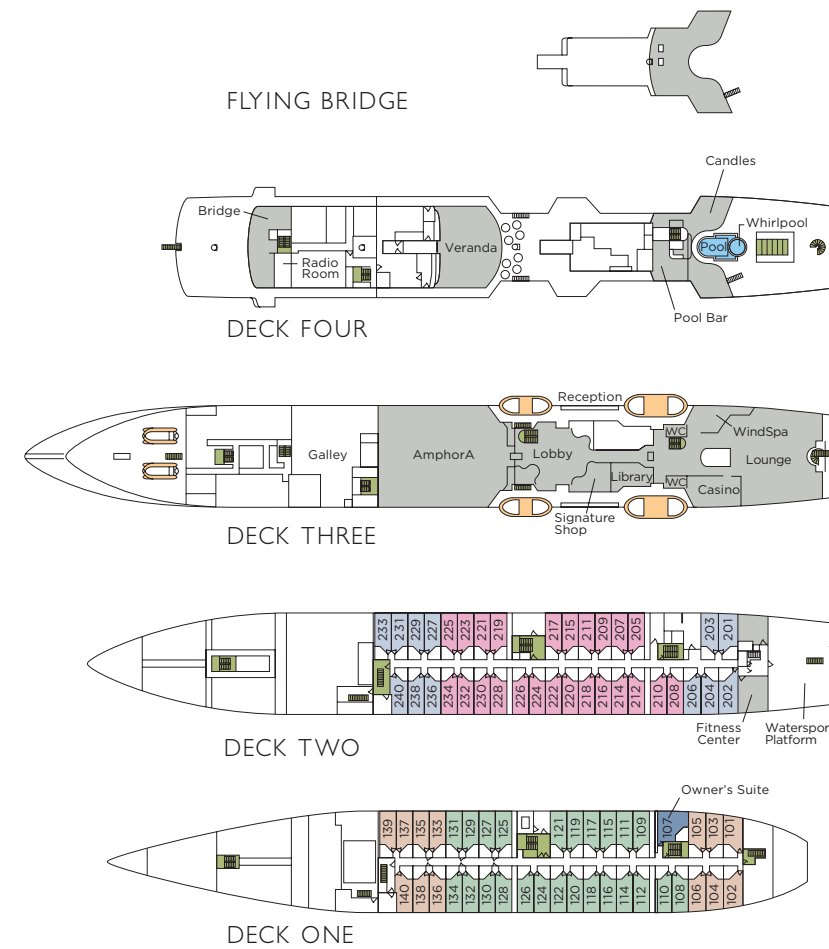 FLYING BRIDGE
Candles
Bridge
Whirlpool
Veranda
Pool
Radio
Room
Pool Bar
DECK FOUR
Reception
WC
WindSpa
Galley
AmphorA
Lobby
Lounge
Library
WC
Casino
Signature
Shop
DECK THREE
233 231 229 227 225 223 221 219 217 215 211 209 207 205 203 201
240 238 236 234 232 230 228 226 224 222 220 218 216 214 212 210 208 206 204 202
Fitness
Center
Waterspor
Platform
DECK TWO
Owner's Suite
139 137 135 133 131 129 127 125 121 119 117 115 111 109 107 105 103 101
140 138 136 134 132 130 128 126 124 122 120 118 116 114 112 110 108 106 104 102
DECK ONE